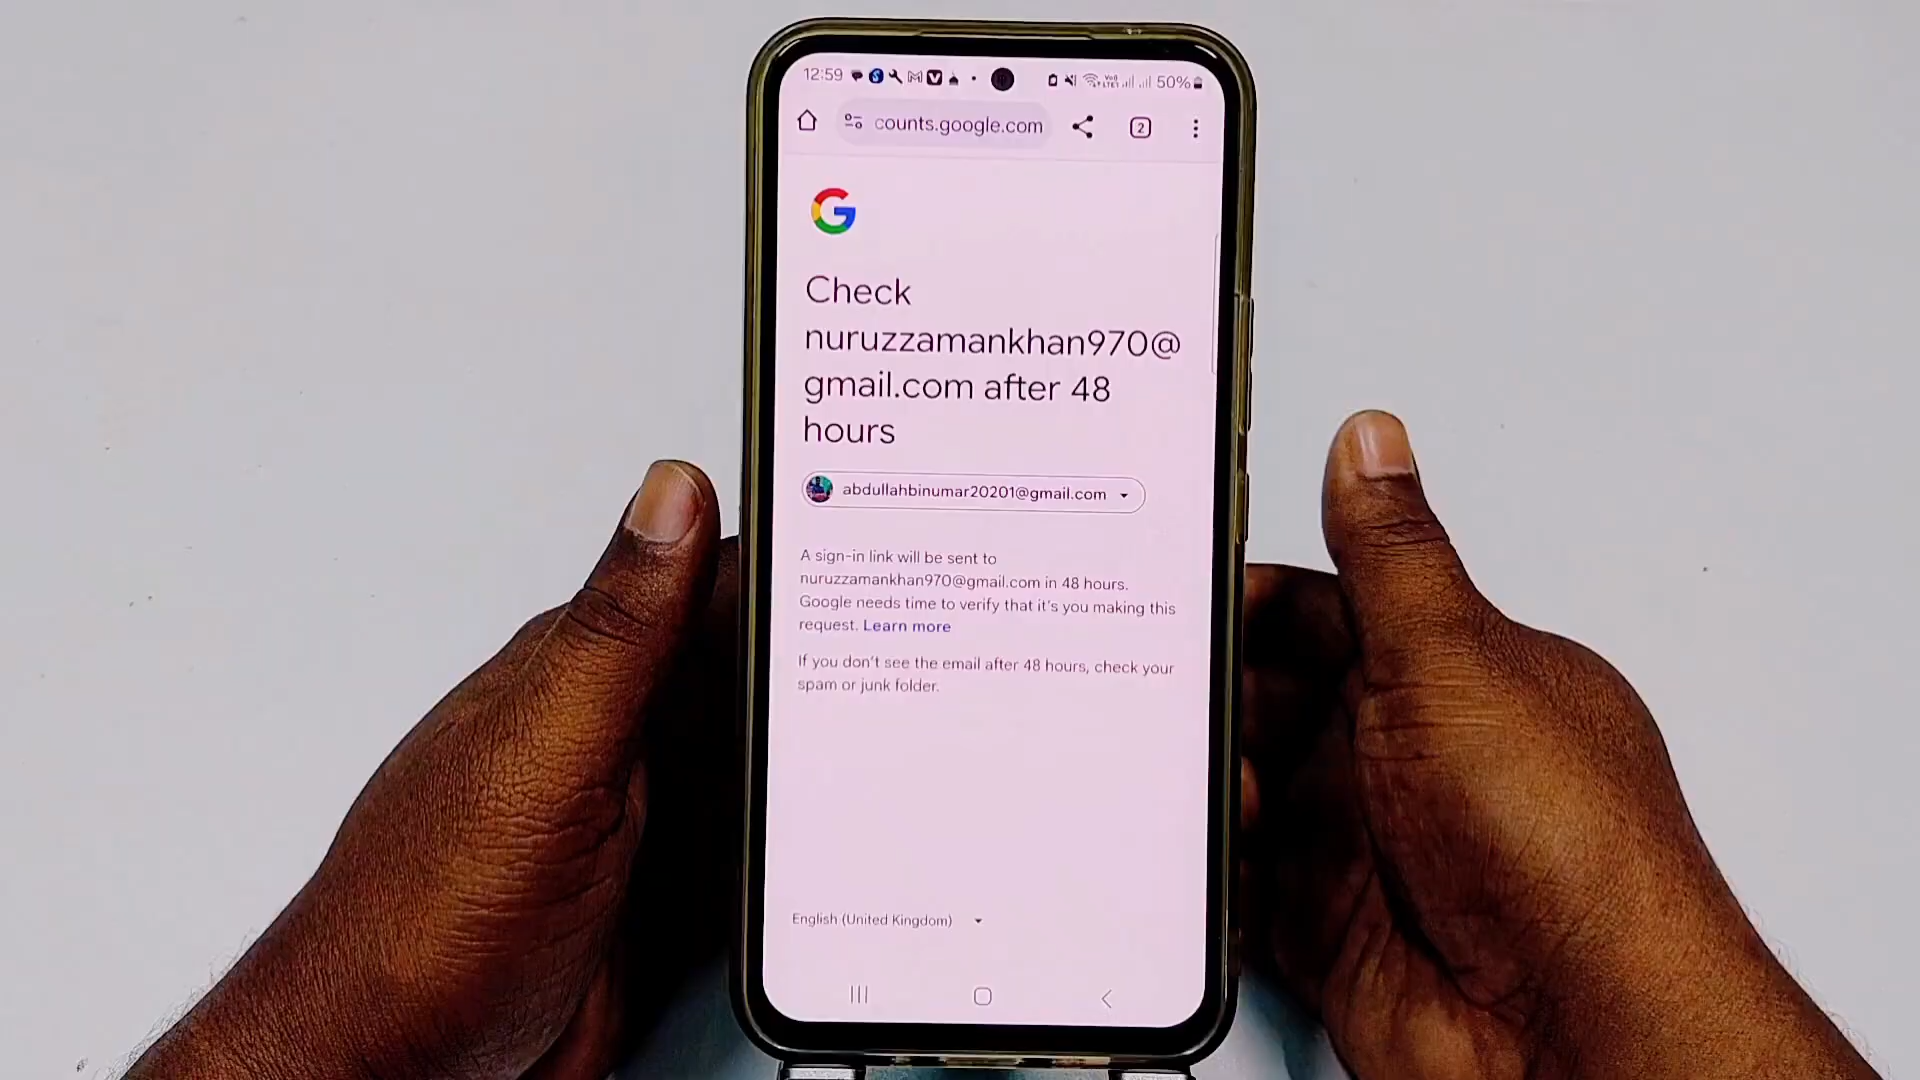 12:59
50%
counts.google.com
2
Check
nuruzzamankhan970@
gmail.com after 48
hours
abdullahbinumar20201@gmail.com
A sign-in link will be sent to
nuruzzamankhan970@gmail.com in 48 hours.
Google needs time to verify that it's you making this
request. Learn more
If you don't see the email after 48 hours, check your
spam or junk folder.
English (United Kingdom)